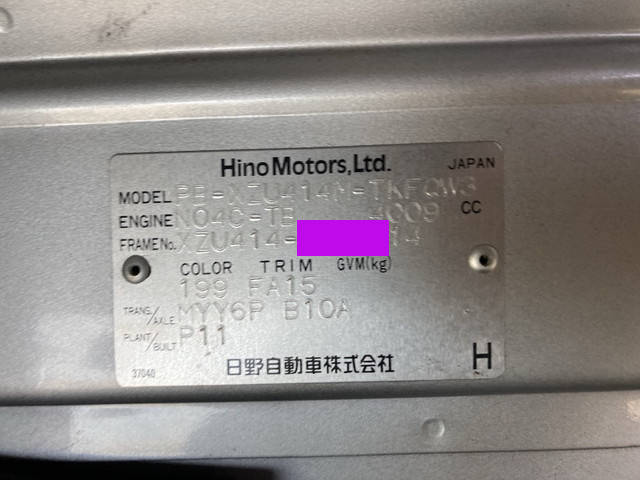 Hino Motors, Ltd. JAPAN
MODEL PB-XZU414M-TKFQW3
ENGINE N04C-TB 4009 CC
FRAME No. XZU414- 14
COLOR TRIM GVM(kg)
199 FA15
TRANS./AXLE MYY6P B10A
PLANT/BUILT P11
37040 日野自動車株式会社 H